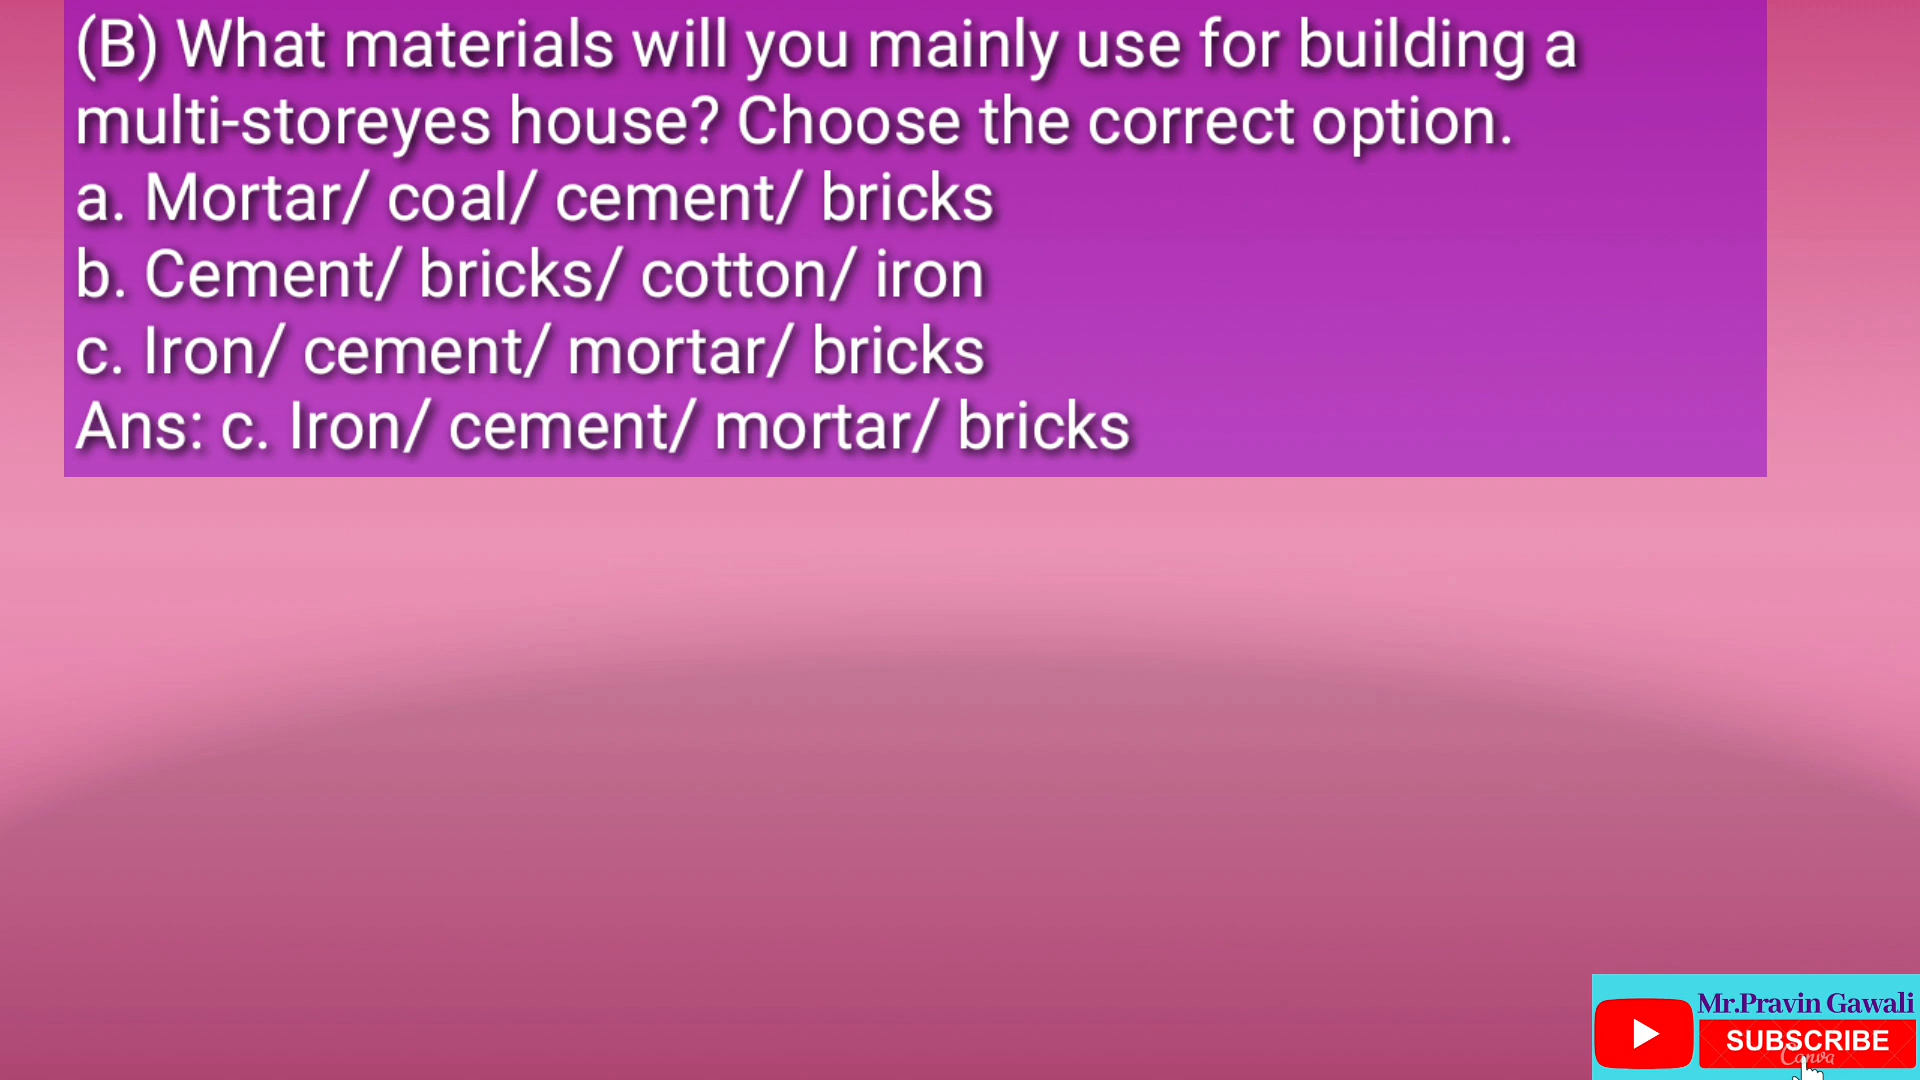 (B) What materials will you mainly use for building a
multi-storeyes house? Choose the correct option.
a. Mortar/ coal/ cement/ bricks
b. Cement/ bricks/ cotton/ iron
c. Iron/ cement/ mortar/ bricks
Ans: c. Iron/ cement/ mortar/ bricks
Mr.Pravin Gawali
SUBSCRIBE
Canva